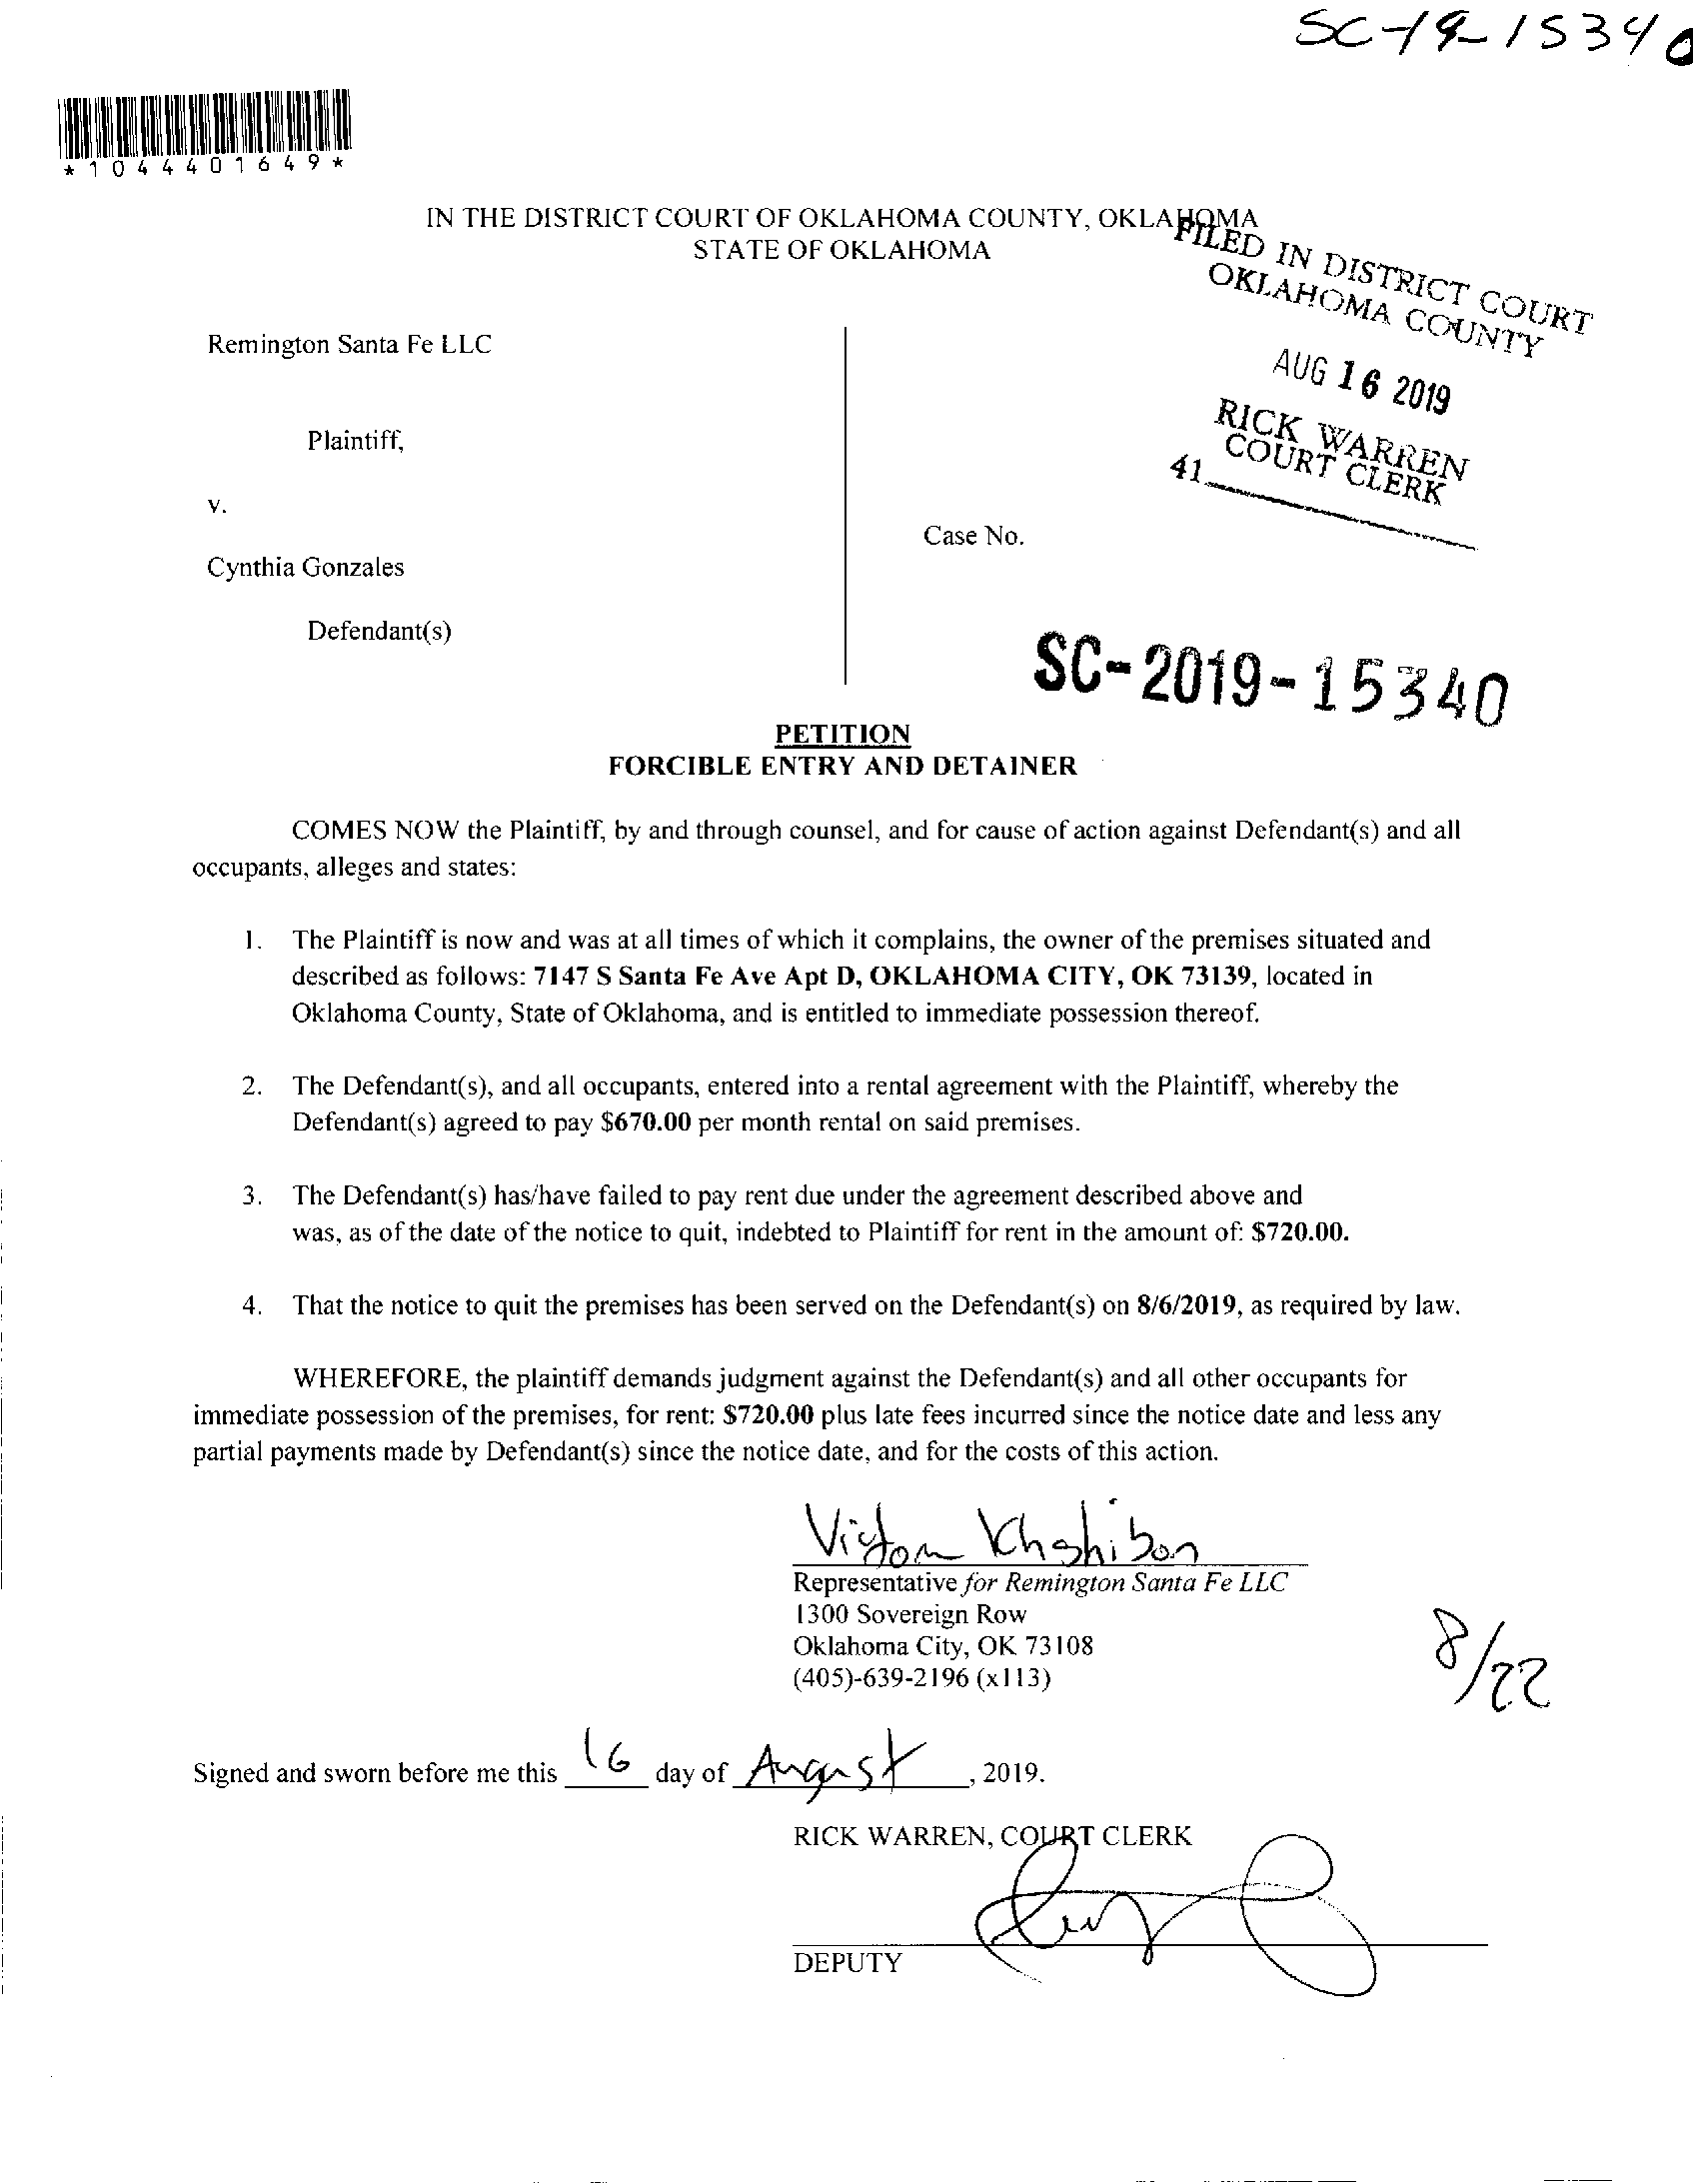 SC-19-15340
*1044401649*
IN THE DISTRICT COURT OF OKLAHOMA COUNTY, OKLAHOMA
STATE OF OKLAHOMA
FILED IN DISTRICT COURT
OKLAHOMA COUNTY
AUG 16 2019
RICK WARREN
COURT CLERK
41
Remington Santa Fe LLC
Plaintiff,
v.
Case No.
Cynthia Gonzales
Defendant(s)
SC-2019-15340
PETITION
FORCIBLE ENTRY AND DETAINER
COMES NOW the Plaintiff, by and through counsel, and for cause of action against Defendant(s) and all
occupants, alleges and states:
1. The Plaintiff is now and was at all times of which it complains, the owner of the premises situated and
described as follows: 7147 S Santa Fe Ave Apt D, OKLAHOMA CITY, OK 73139, located in
Oklahoma County, State of Oklahoma, and is entitled to immediate possession thereof.
2. The Defendant(s), and all occupants, entered into a rental agreement with the Plaintiff, whereby the
Defendant(s) agreed to pay $670.00 per month rental on said premises.
3. The Defendant(s) has/have failed to pay rent due under the agreement described above and
was, as of the date of the notice to quit, indebted to Plaintiff for rent in the amount of: $720.00.
4. That the notice to quit the premises has been served on the Defendant(s) on 8/6/2019, as required by law.
WHEREFORE, the plaintiff demands judgment against the Defendant(s) and all other occupants for
immediate possession of the premises, for rent: $720.00 plus late fees incurred since the notice date and less any
partial payments made by Defendant(s) since the notice date, and for the costs of this action.
Representative for Remington Santa Fe LLC
1300 Sovereign Row
Oklahoma City, OK 73108
(405)-639-2196 (x113)
8/22
Signed and sworn before me this 16 day of August, 2019.
RICK WARREN, COURT CLERK
DEPUTY